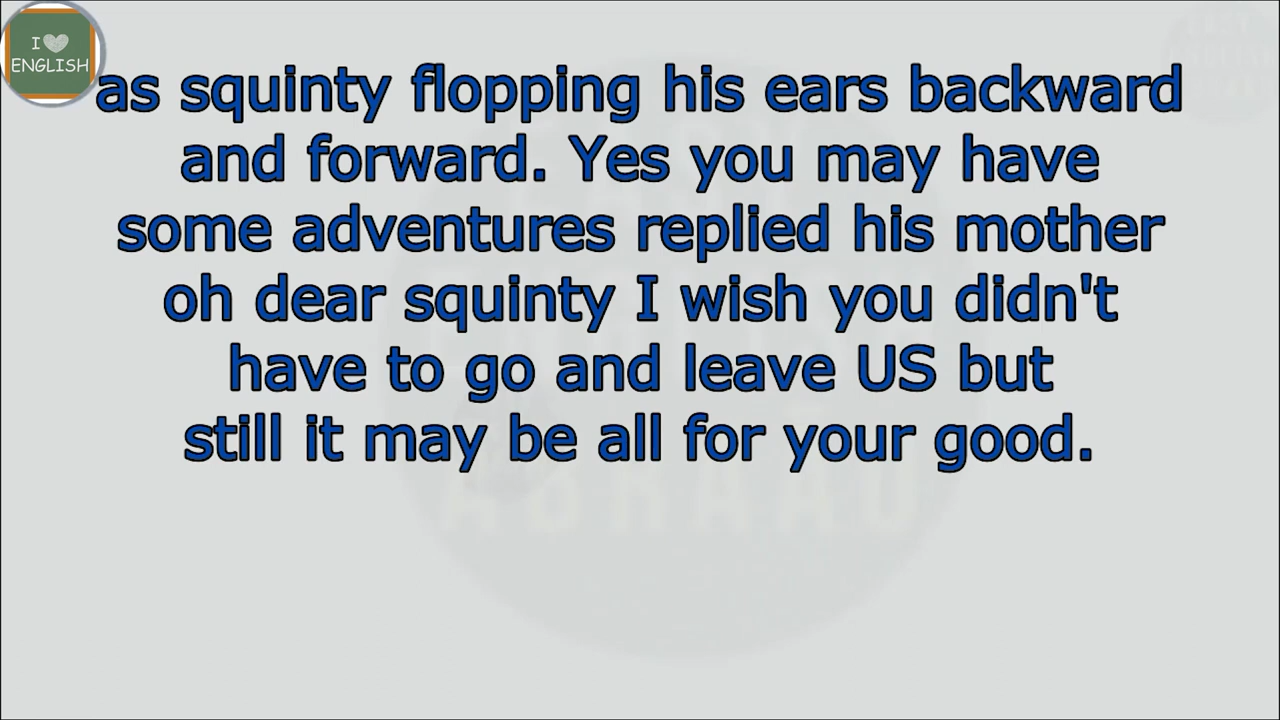 I
ENGLISH
as squinty flopping his ears backward
and forward. Yes you may have
some adventures replied his mother
oh dear squinty I wish you didn't
have to go and leave US but
still it may be all for your good.